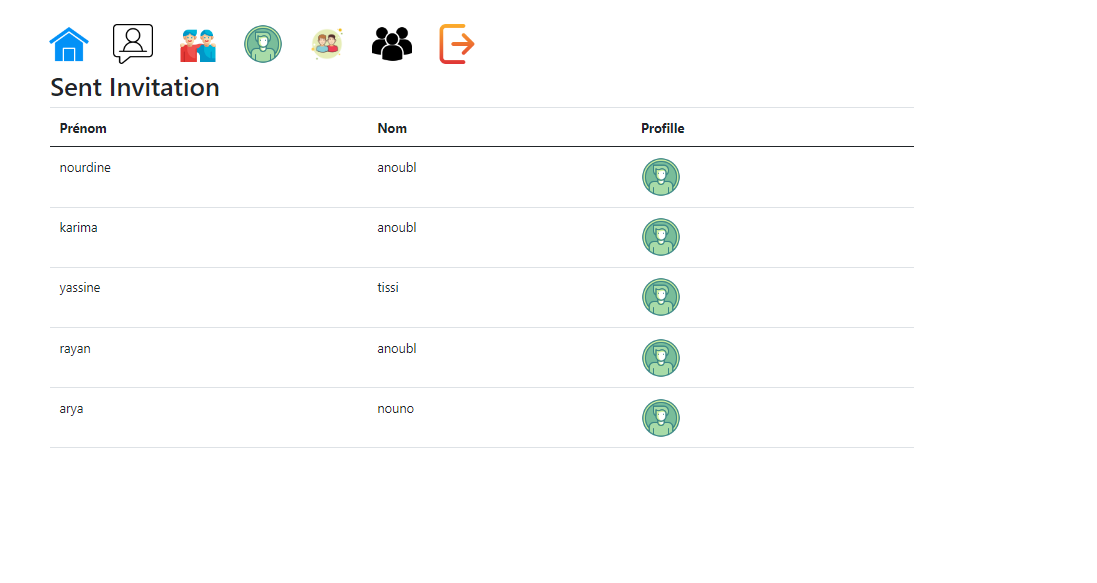 Sent Invitation
Prénom Nom Profille
nourdine anoubl
karima anoubl
yassine tissi
rayan anoubl
arya nouno